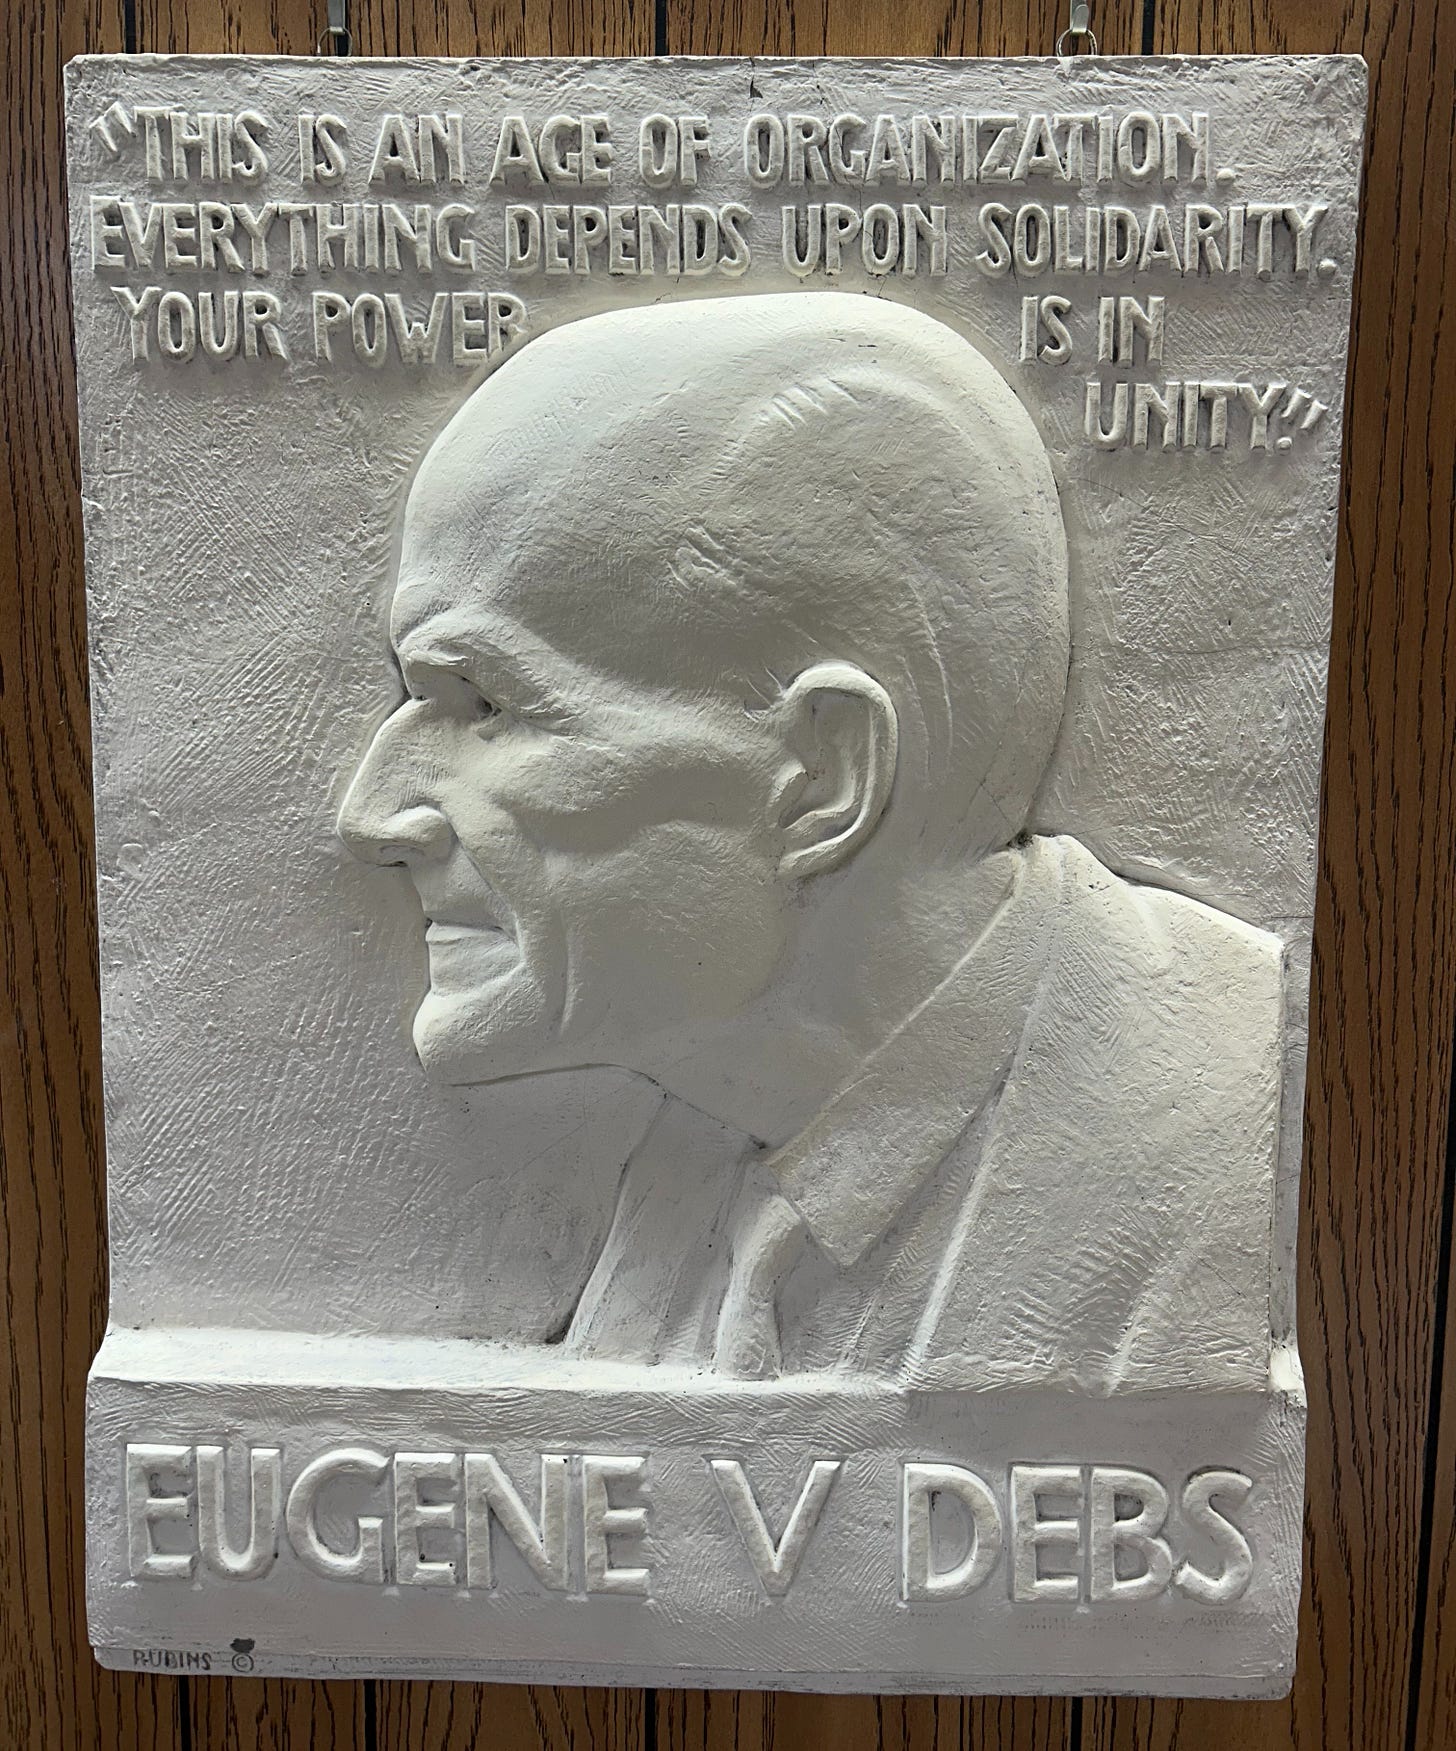 "THIS IS AN AGE OF ORGANIZATION.
EVERYTHING DEPENDS UPON SOLIDARITY.
YOUR POWER IS IN
UNITY."
EUGENE V DEBS
RUBINS ©